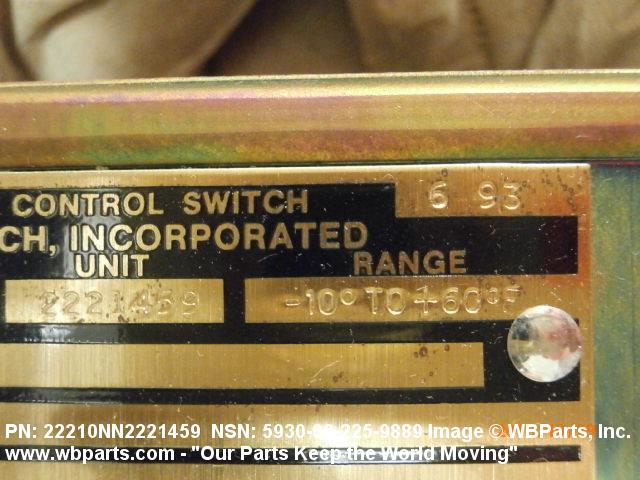 CONTROL SWITCH 6 93
CH, INCORPORATED
UNIT RANGE
2221459 -10° TO +60°F
PN: 22210NN2221459 NSN: 5930-00-225-9889 Image ©WBParts, Inc.
www.wbparts.com - "Our Parts Keep the World Moving"